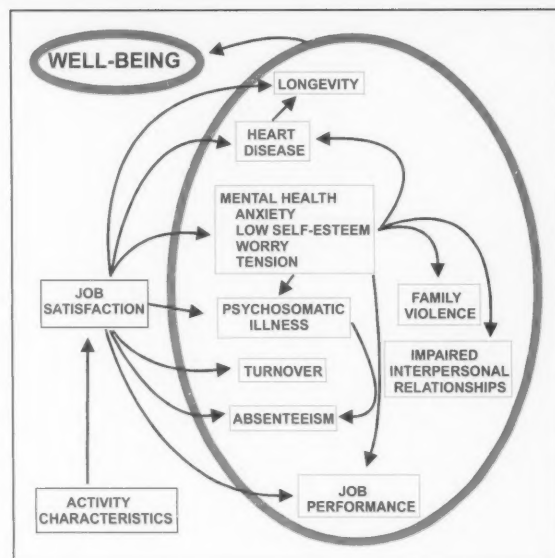 WELL-BEING
LONGEVITY
HEART
DISEASE
MENTAL HEALTH
ANXIETY
LOW SELF-ESTEEM
WORRY
TENSION
JOB
SATISFACTION
PSYCHOSOMATIC
ILLNESS
FAMILY
VIOLENCE
TURNOVER
IMPAIRED
INTERPERSONAL
RELATIONSHIPS
ABSENTEEISM
ACTIVITY
CHARACTERISTICS
JOB
PERFORMANCE